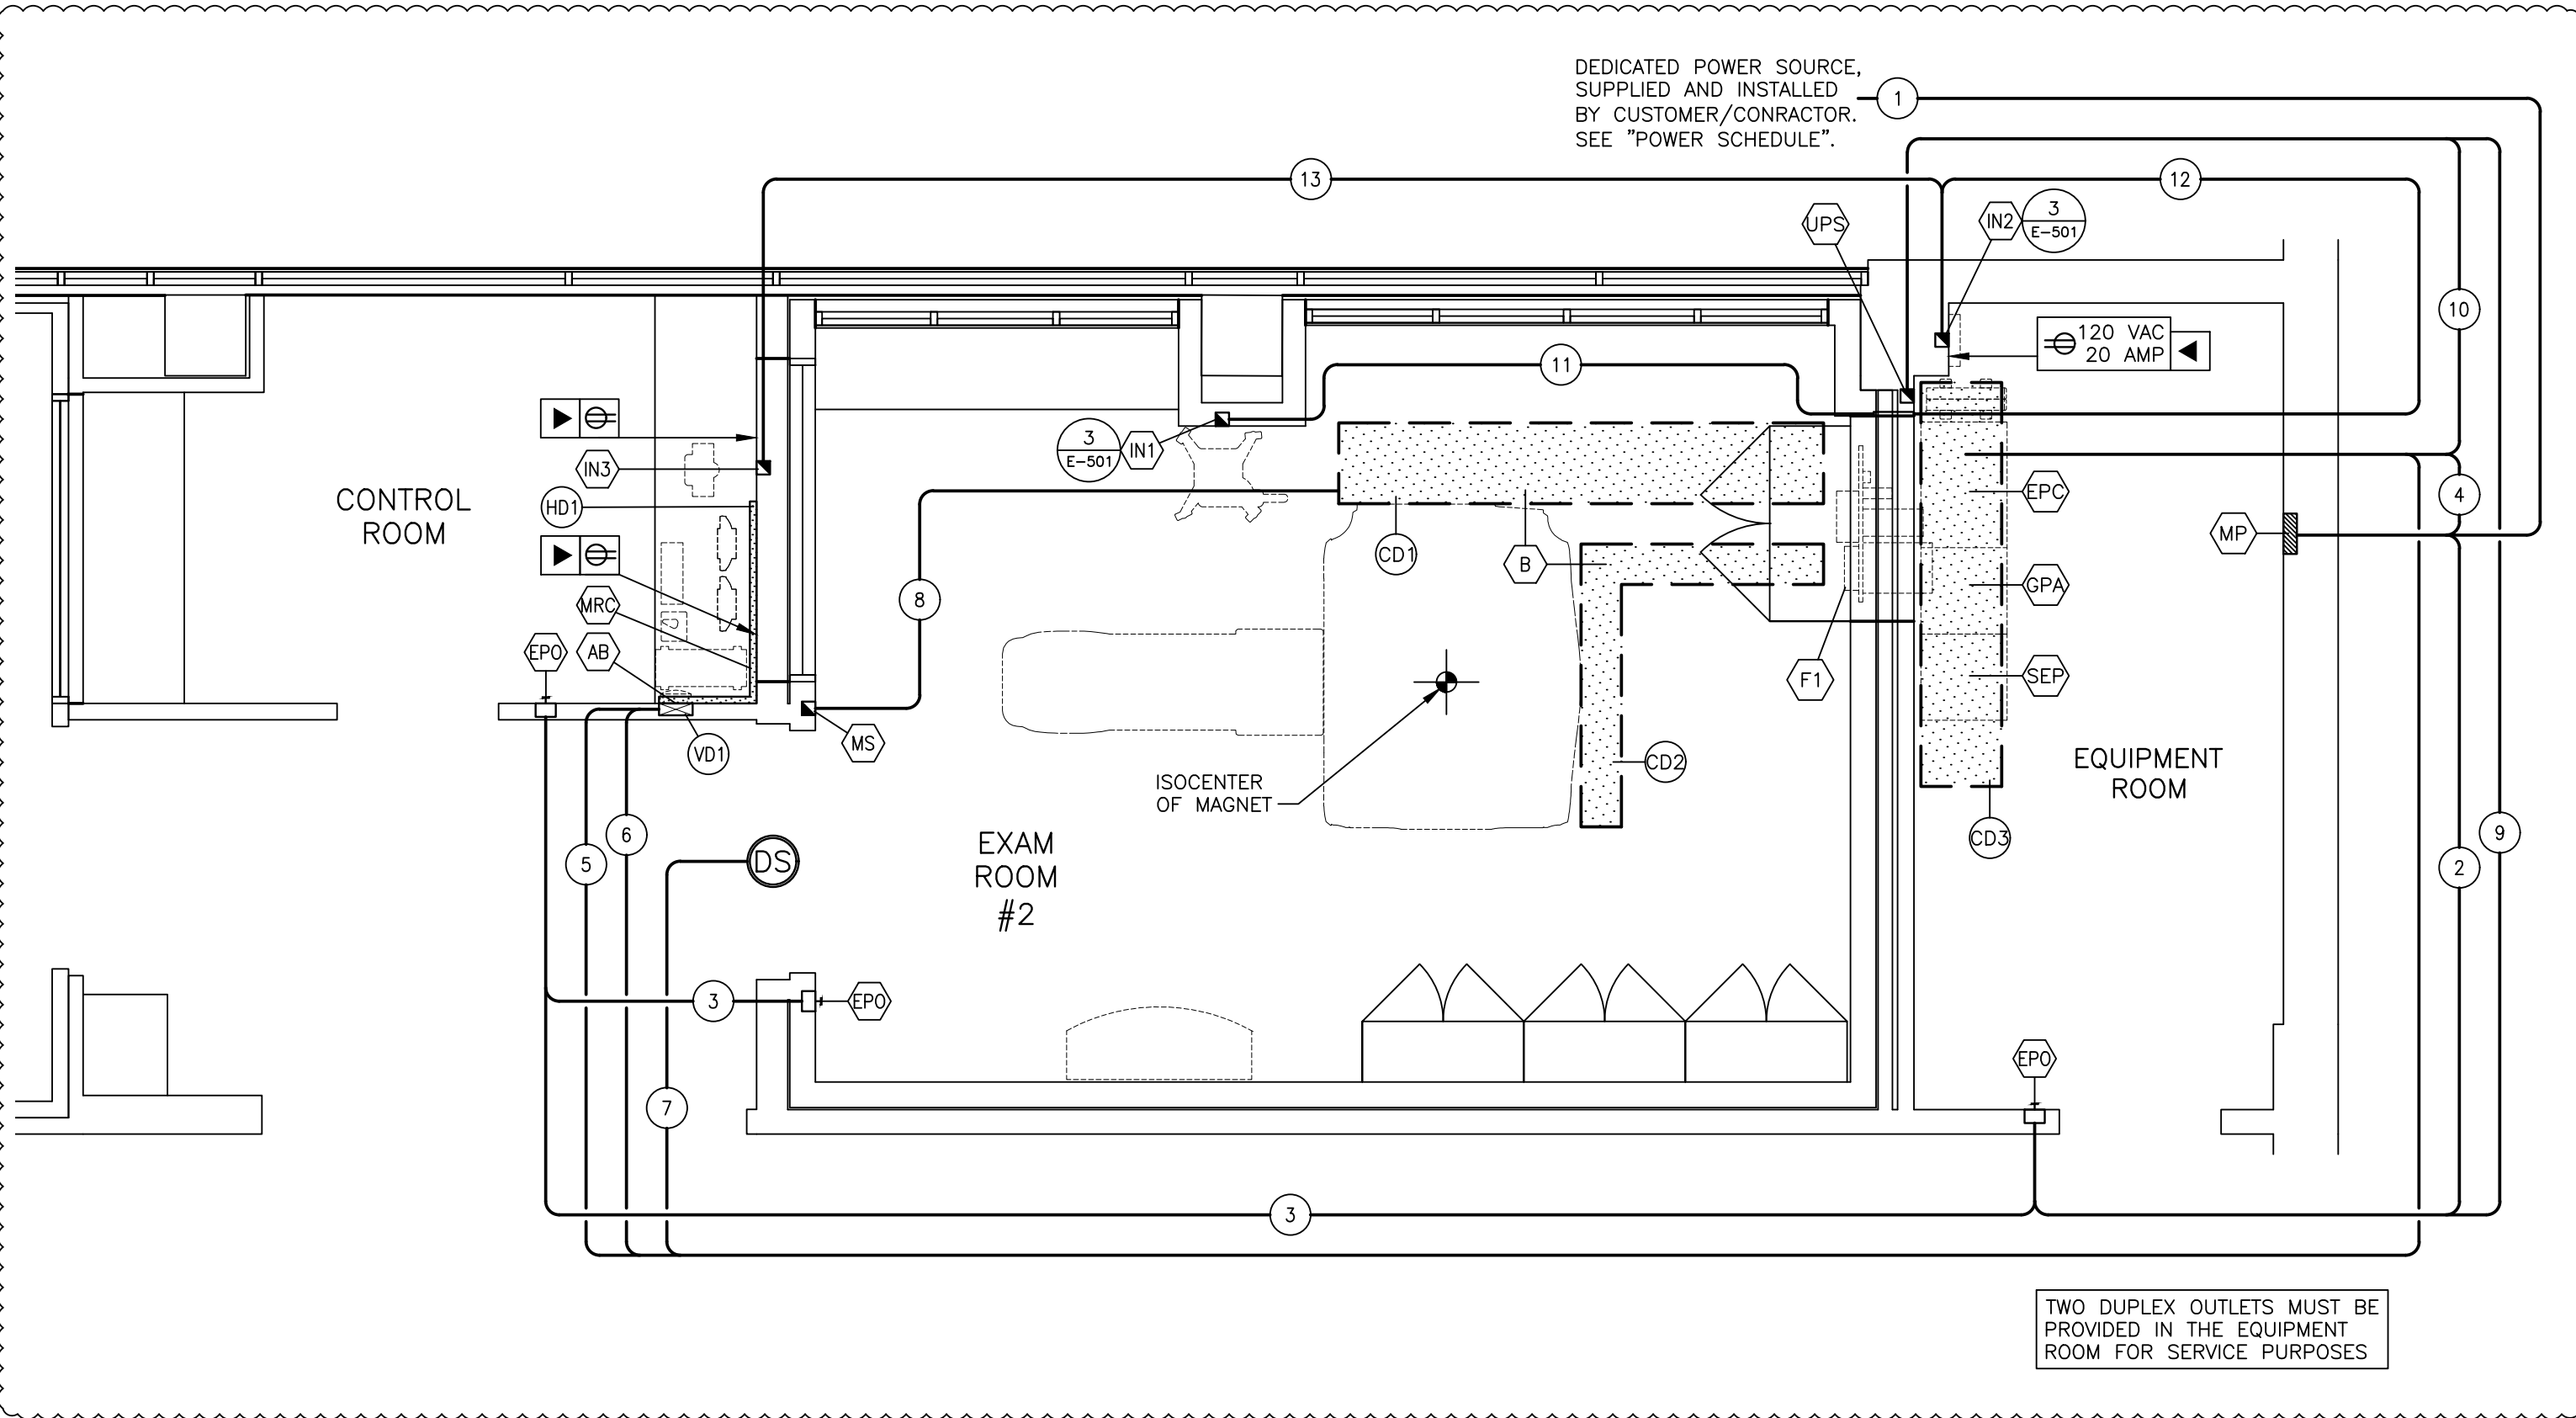 DEDICATED POWER SOURCE,
SUPPLIED AND INSTALLED
BY CUSTOMER/CONRACTOR.
SEE "POWER SCHEDULE".
1
13
12
UPS
IN2
3
E-501
10
120 VAC
20 AMP
11
3
E-501
IN1
IN3
HD1
CONTROL
ROOM
EPC
4
MP
CD1
B
8
GPA
MRC
EPO
AB
F1
SEP
VD1
MS
CD2
ISOCENTER
OF MAGNET
EQUIPMENT
ROOM
6
5
DS
EXAM
ROOM
#2
CD3
9
2
3
EPO
7
EPO
3
TWO DUPLEX OUTLETS MUST BE
PROVIDED IN THE EQUIPMENT
ROOM FOR SERVICE PURPOSES